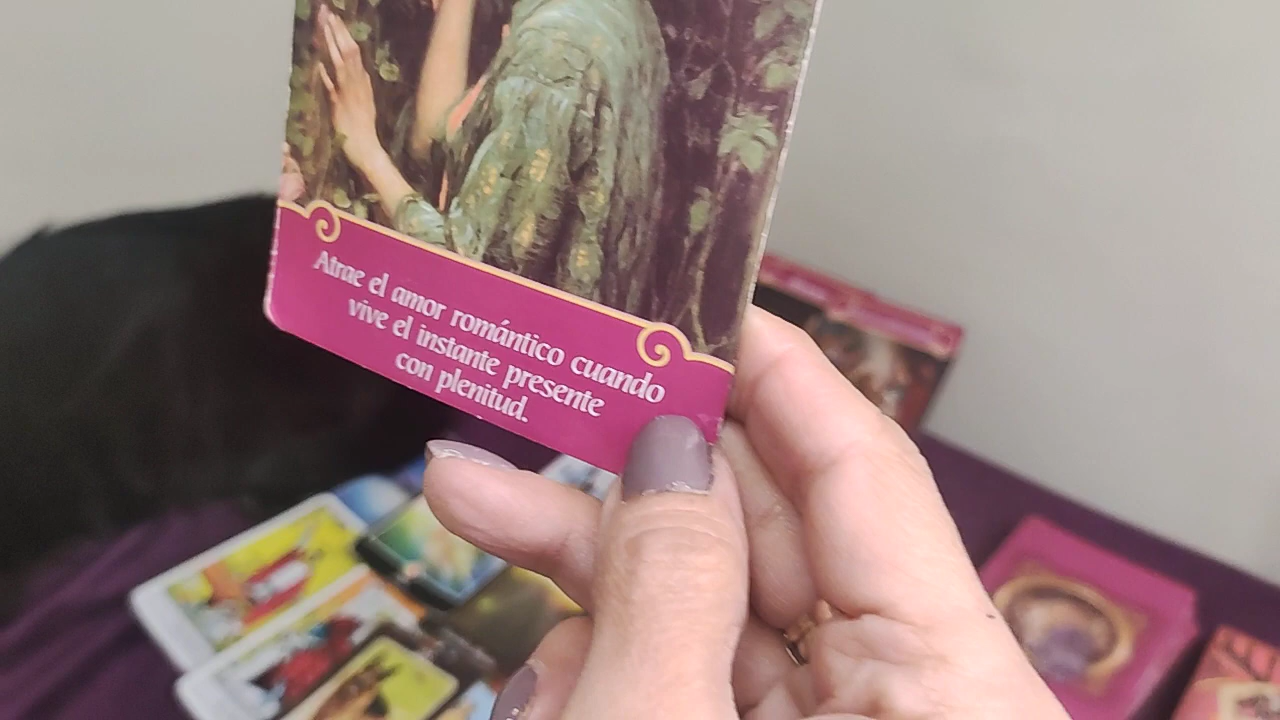 Atrae el amor romántico cuando
vive el instante presente
con plenitud.